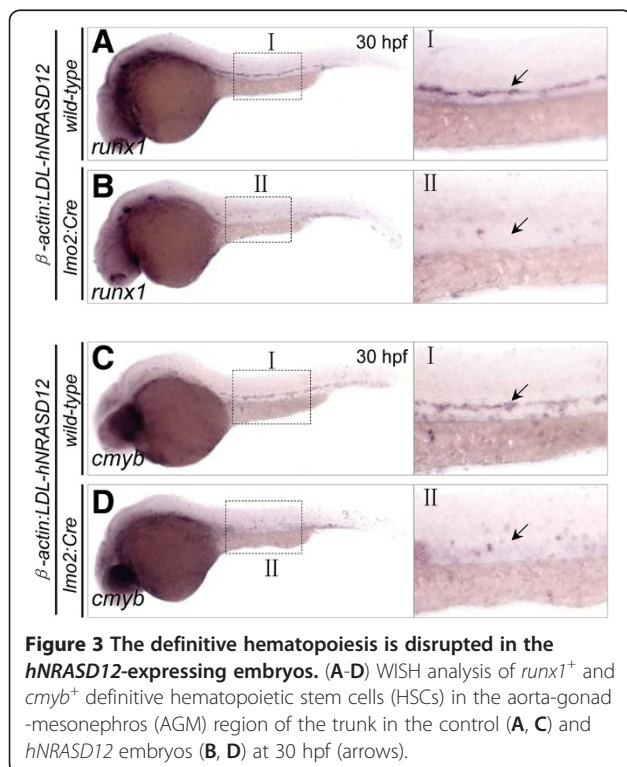 β-actin:LDL-hNRASD12
wild-type
lmo2:Cre
A
I
30 hpf
runx1
I
B
II
runx1
II
β-actin:LDL-hNRASD12
wild-type
lmo2:Cre
C
I
30 hpf
cmyb
I
D
II
cmyb
II
Figure 3 The definitive hematopoiesis is disrupted in the
hNRASD12-expressing embryos. (A-D) WISH analysis of runx1⁺ and
cmyb⁺ definitive hematopoietic stem cells (HSCs) in the aorta-gonad
-mesonephros (AGM) region of the trunk in the control (A, C) and
hNRASD12 embryos (B, D) at 30 hpf (arrows).